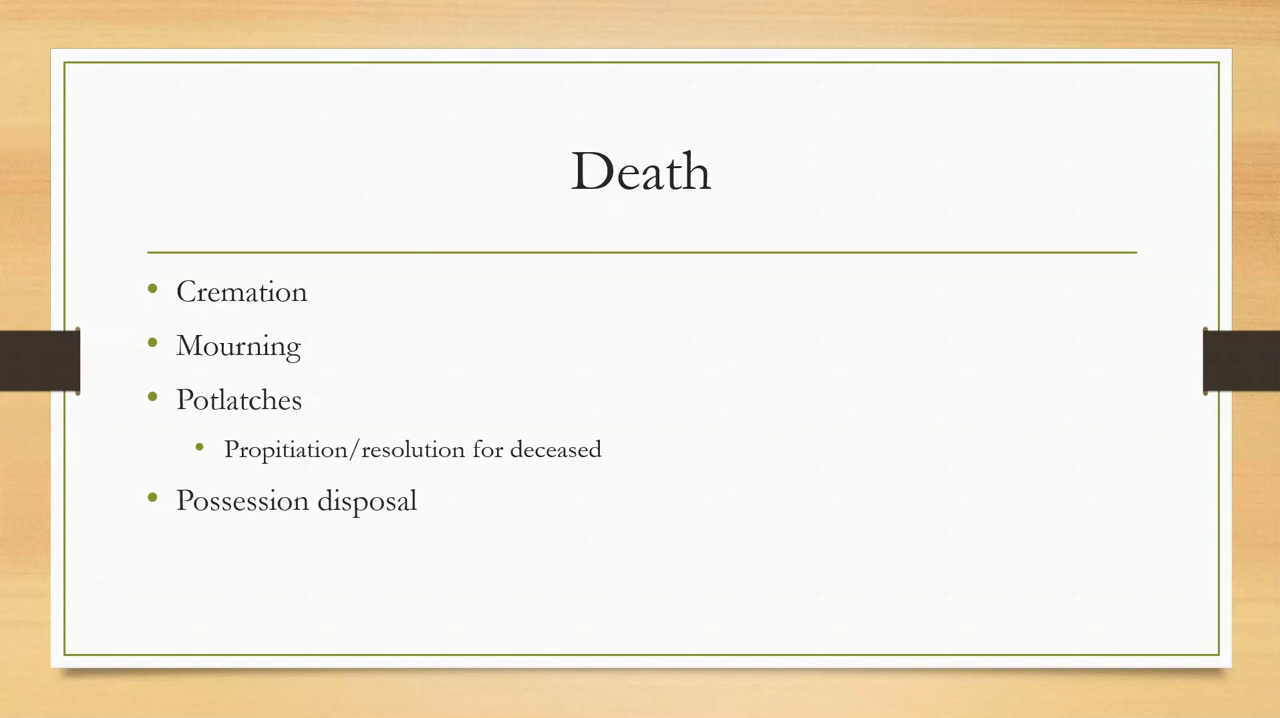 Death
• Cremation
• Mourning
• Potlatches
• Propitiation/resolution for deceased
• Possession disposal